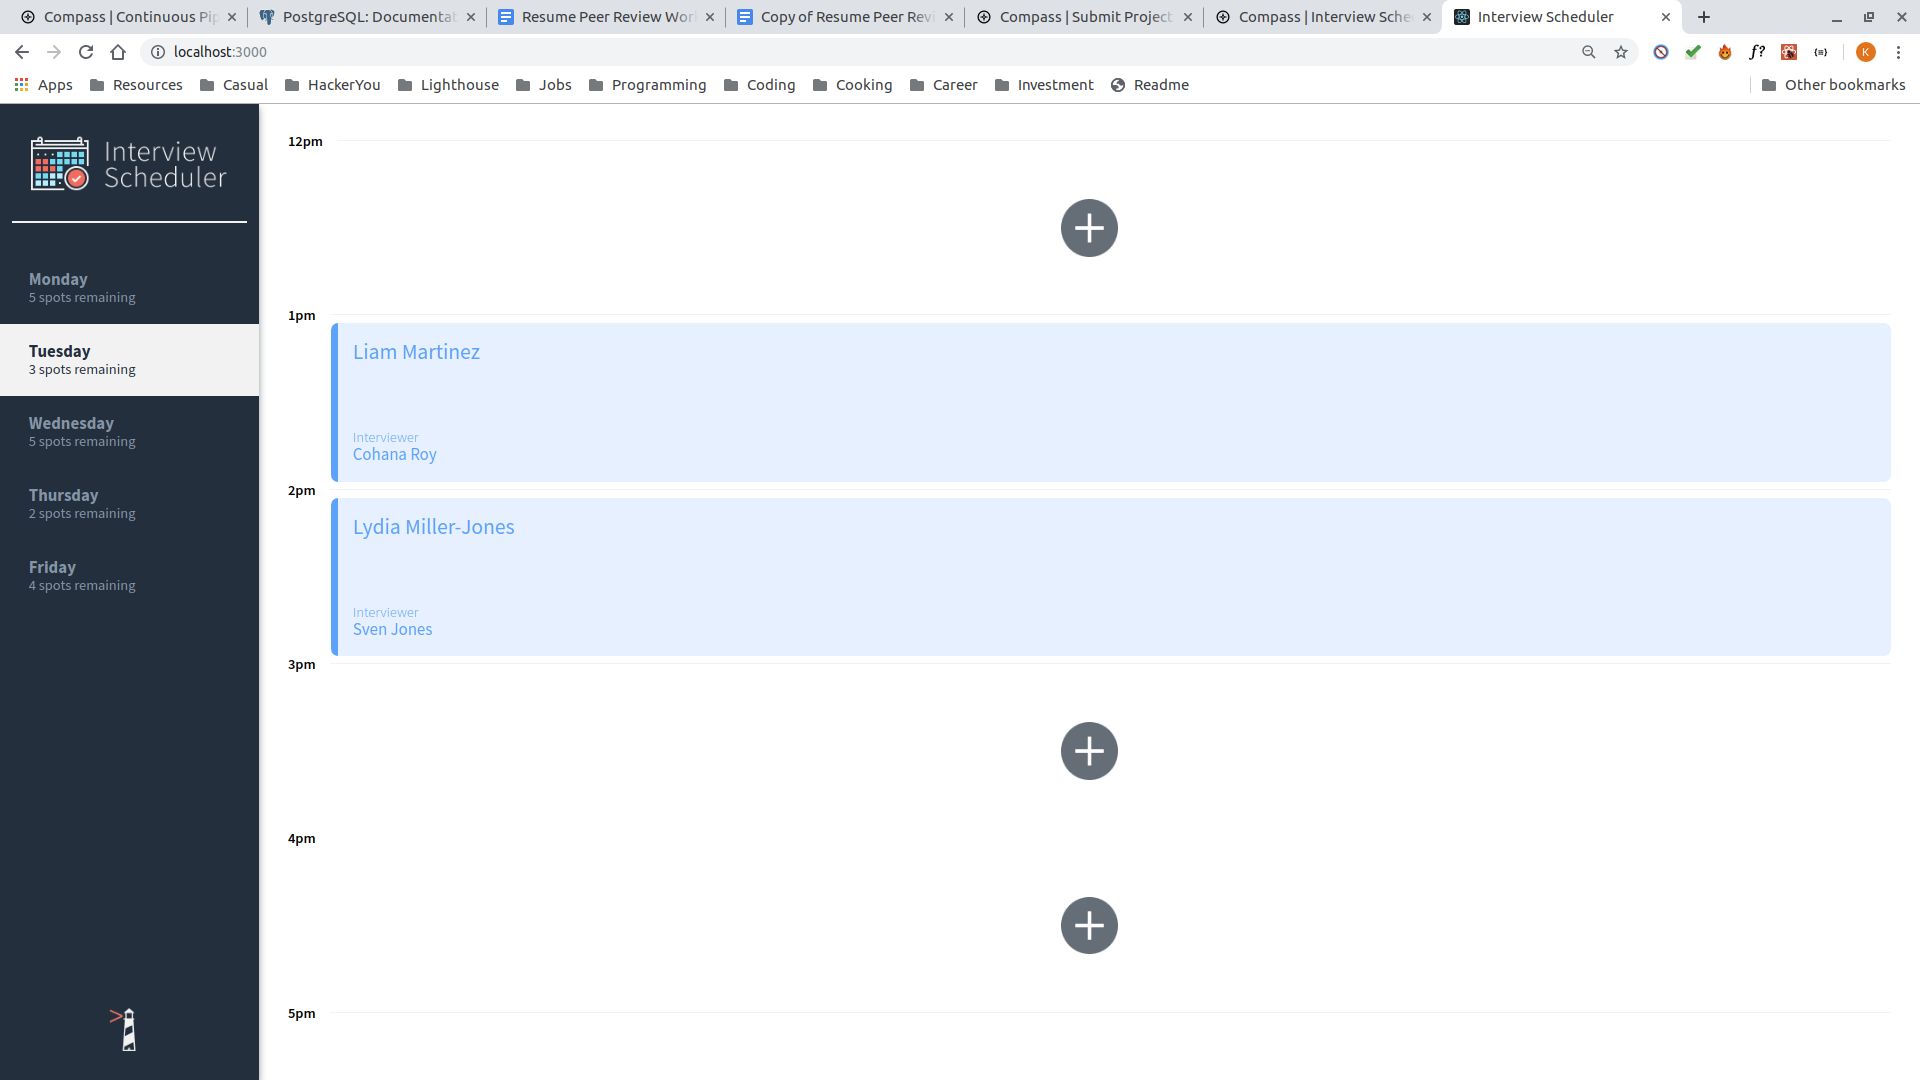 Compass | Continuous Pip
PostgreSQL: Documentat
Resume Peer Review Wor
Copy of Resume Peer Revi
Compass | Submit Project
Compass | Interview Sche
Interview Scheduler
localhost:3000
f?
K
Apps
Resources
Casual
HackerYou
Lighthouse
Jobs
Programming
Coding
Cooking
Career
Investment
Readme
Other bookmarks
Interview
Scheduler
Monday
5 spots remaining
Tuesday
3 spots remaining
Wednesday
5 spots remaining
Thursday
2 spots remaining
Friday
4 spots remaining
12pm
1pm
Liam Martinez
Interviewer
Cohana Roy
2pm
Lydia Miller-Jones
Interviewer
Sven Jones
3pm
4pm
5pm